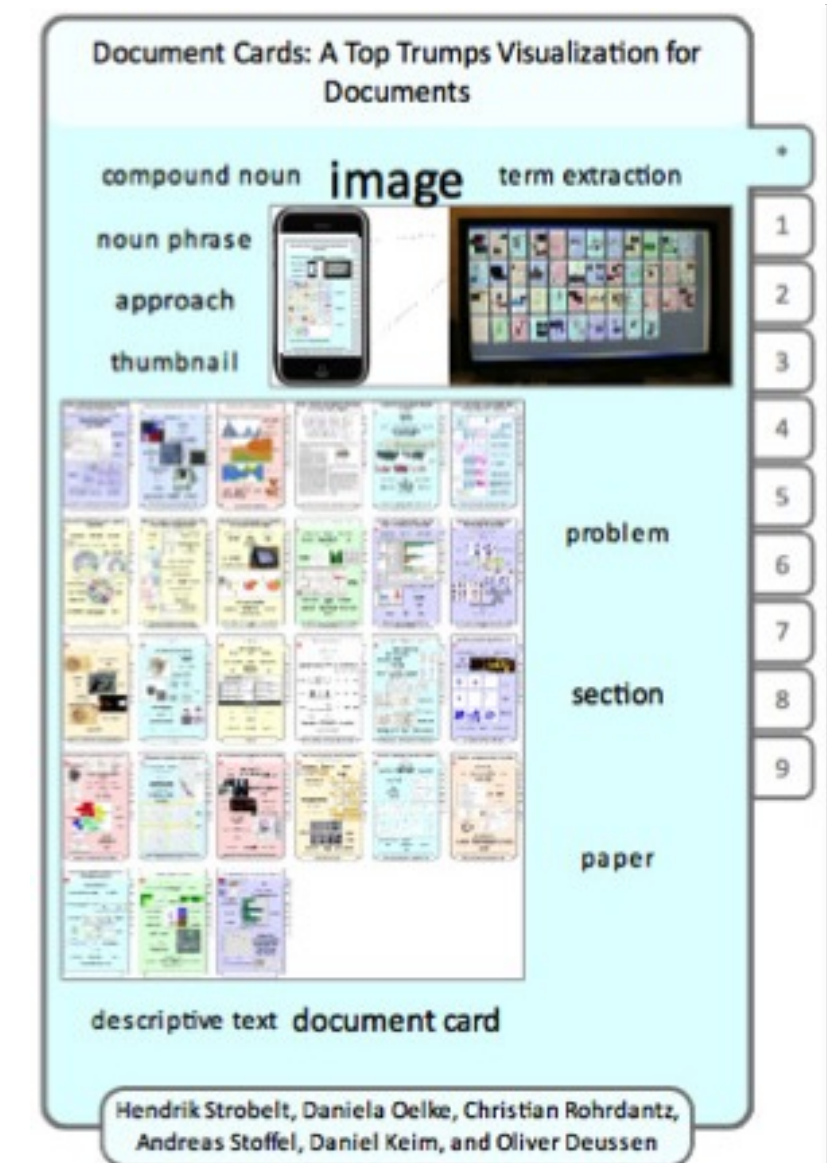 Document Cards: A Top Trumps Visualization for
Documents
compound noun image term extraction
noun phrase
approach
thumbnail
problem
section
paper
descriptive text document card
*
1
2
3
4
5
6
7
8
9
Hendrik Strobelt, Daniela Oelke, Christian Rohrdantz,
Andreas Stoffel, Daniel Keim, and Oliver Deussen